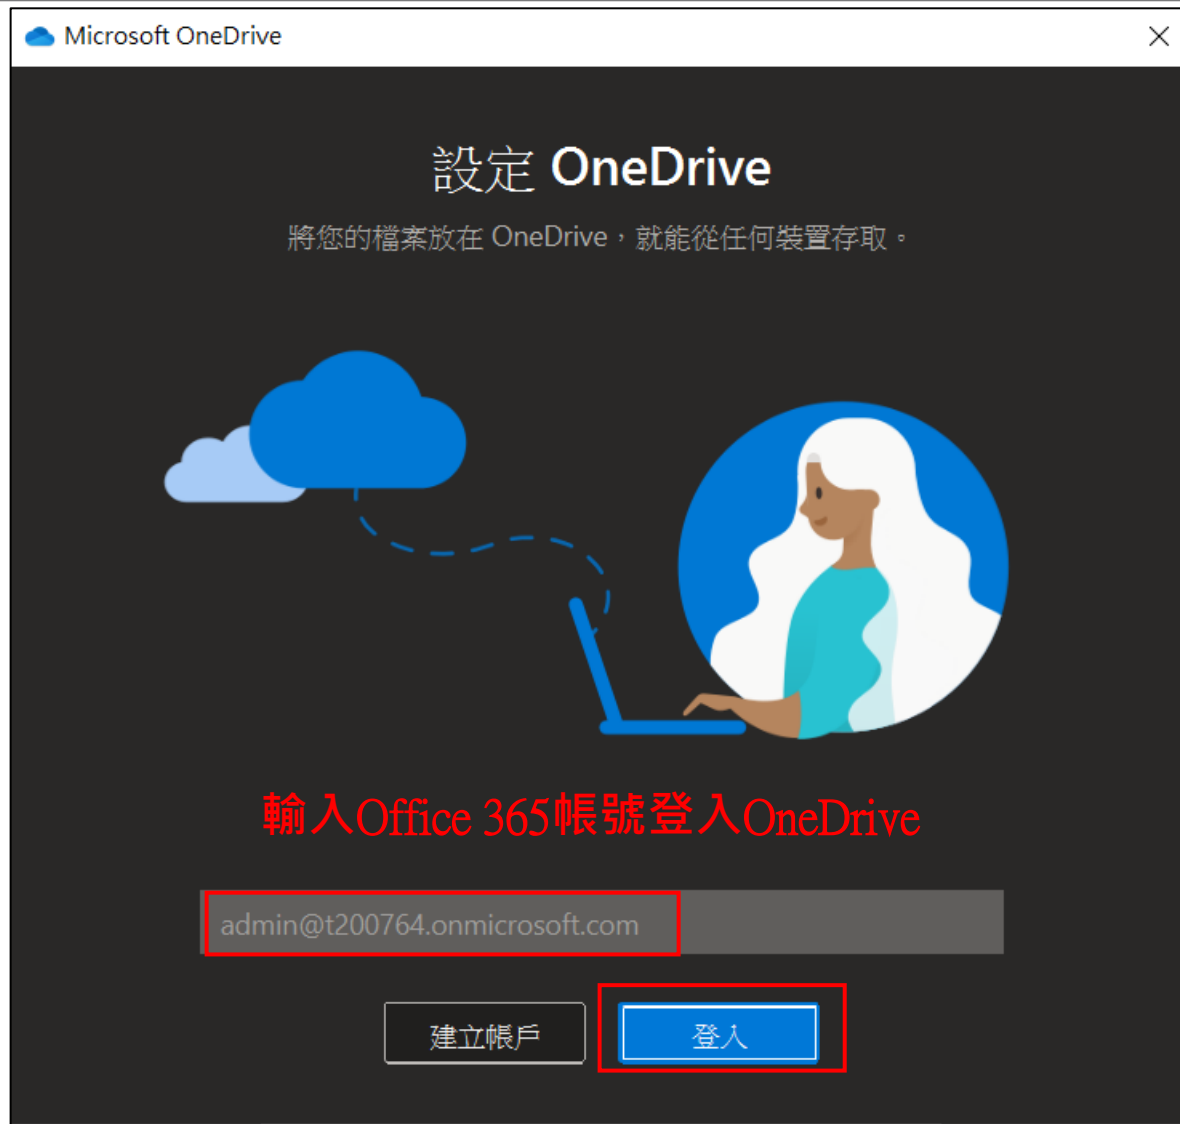 Microsoft OneDrive
設定 OneDrive
將您的檔案放在 OneDrive，就能從任何裝置存取。
輸入Office 365帳號登入OneDrive
admin@t200764.onmicrosoft.com
建立帳戶
登入